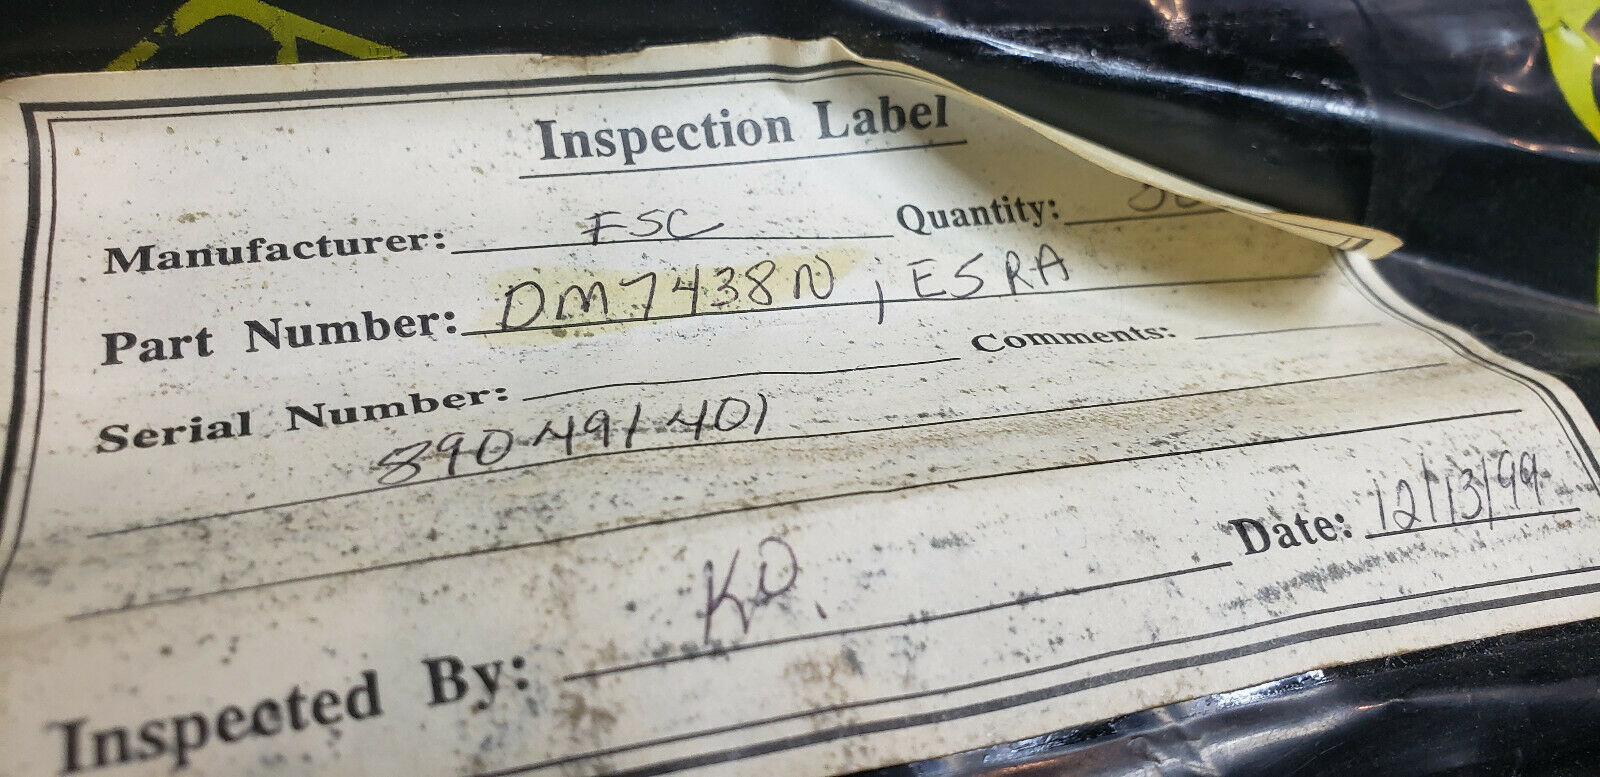 Inspection Label
Manufacturer: FSC Quantity:
Part Number: DM7438N, ESRA
Serial Number: Comments:
890491401
Inspected By: KD. Date: 12/13/99